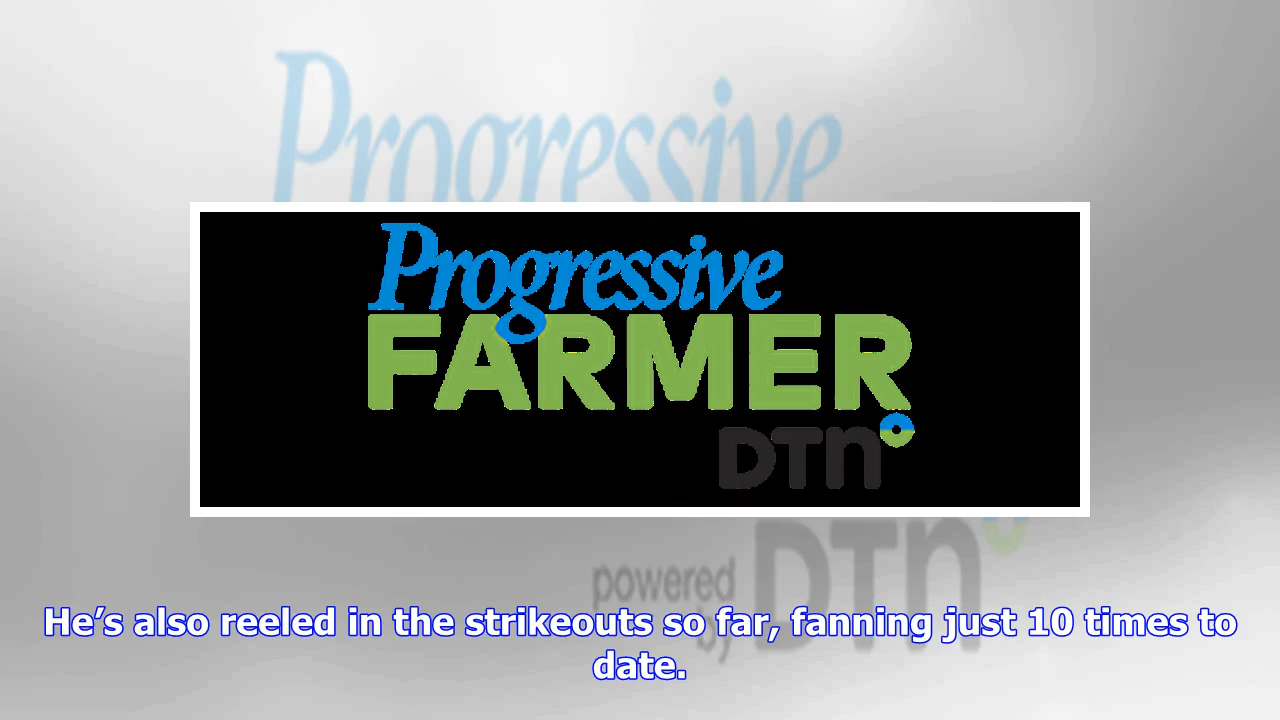 Progressive
Progressive
FARMER
DTN
powered
by DTN
He’s also reeled in the strikeouts so far, fanning just 10 times to
date.